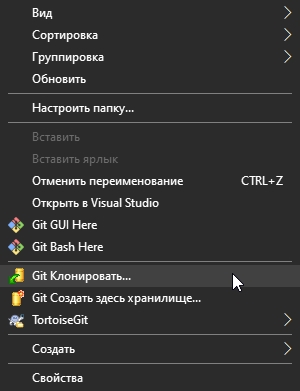 Вид
Сортировка
Группировка
Обновить
Настроить папку...
Вставить
Вставить ярлык
Отменить переименование CTRL+Z
Открыть в Visual Studio
Git GUI Here
Git Bash Here
Git Клонировать...
Git Создать здесь хранилище...
TortoiseGit
Создать
Свойства